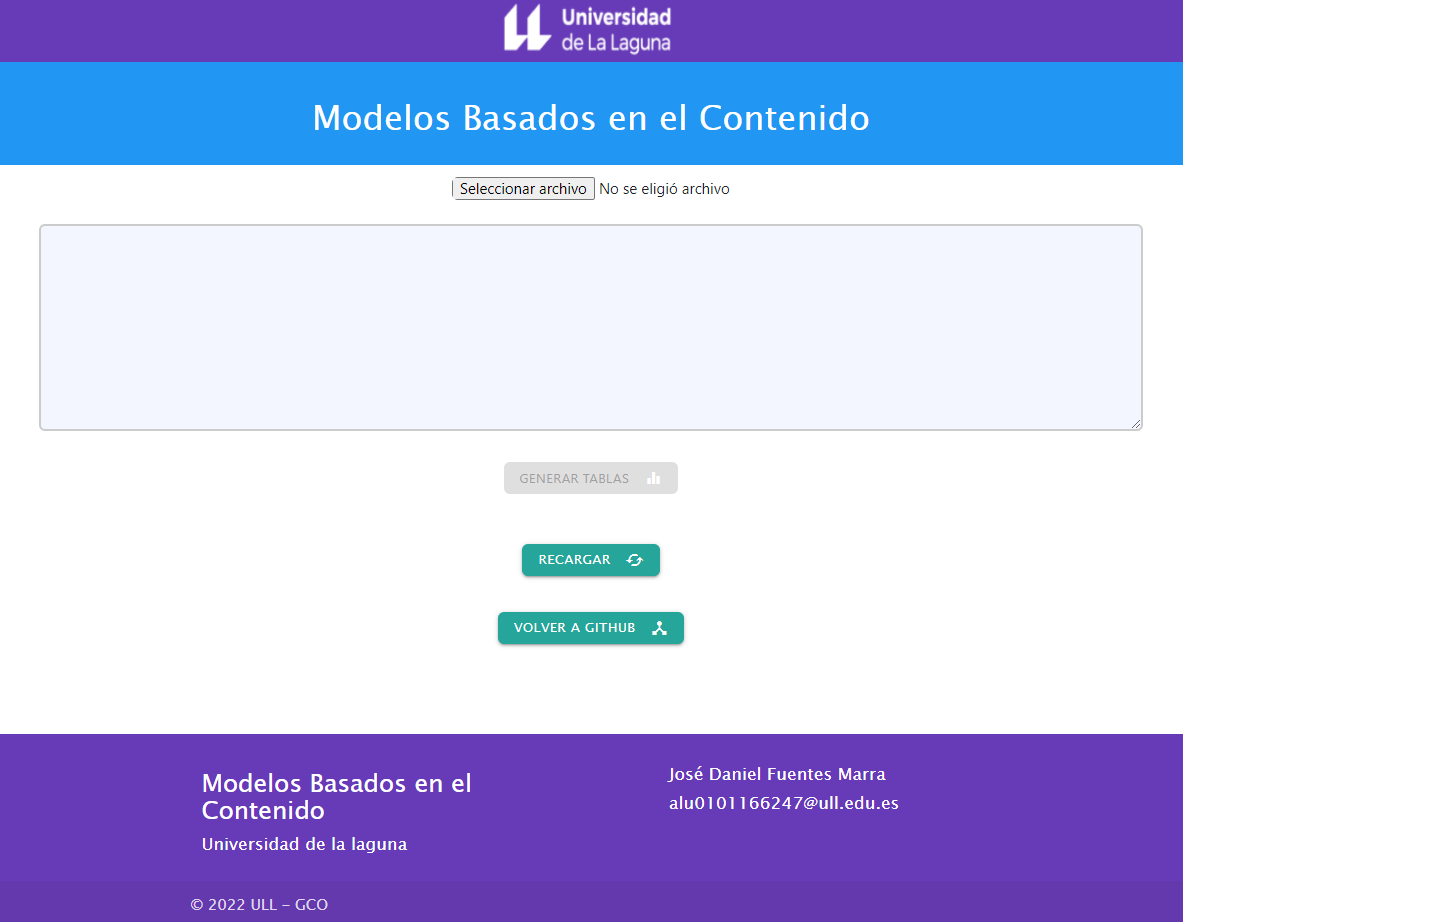 Universidad
de La Laguna
Modelos Basados en el Contenido
Seleccionar archivo No se eligió archivo
GENERAR TABLAS
RECARGAR
VOLVER A GITHUB
Modelos Basados en el
Contenido
Universidad de la laguna
José Daniel Fuentes Marra
alu0101166247@ull.edu.es
© 2022 ULL - GCO